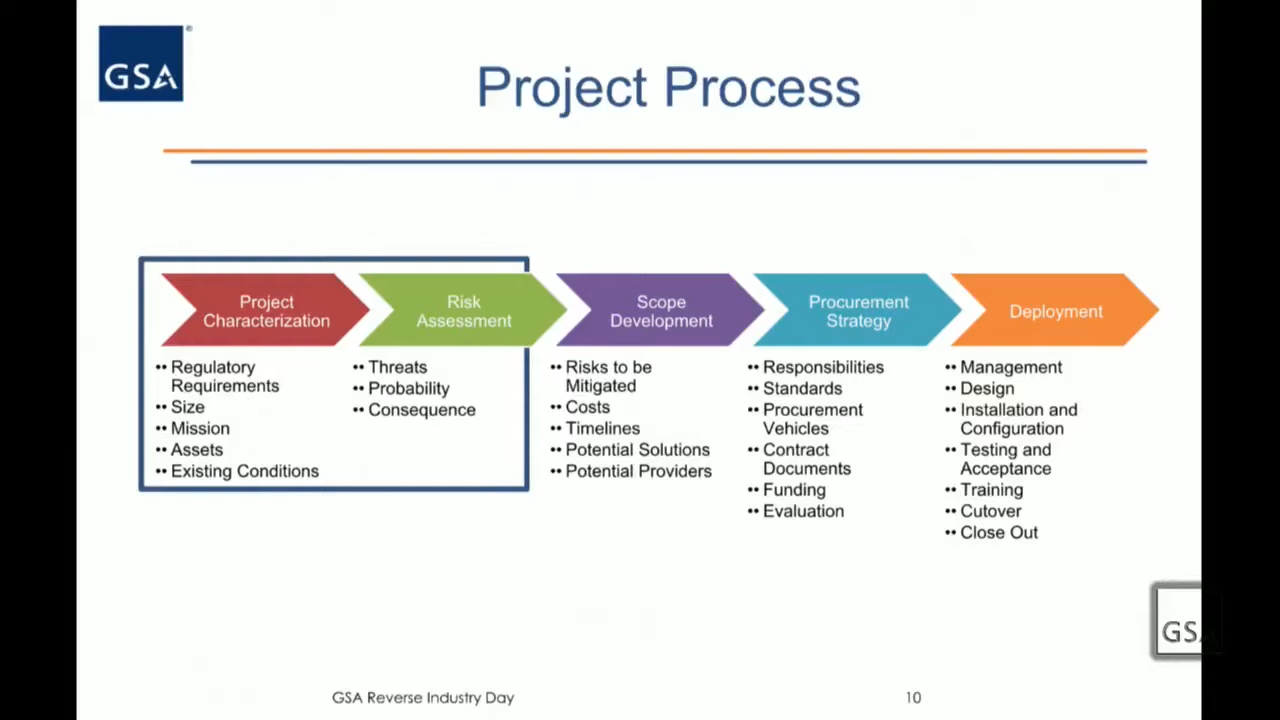 GSA®
Project Process
Project
Characterization
•• Regulatory
Requirements
•• Size
•• Mission
•• Assets
•• Existing Conditions
Risk
Assessment
•• Threats
•• Probability
•• Consequence
Scope
Development
•• Risks to be
Mitigated
•• Costs
•• Timelines
•• Potential Solutions
•• Potential Providers
Procurement
Strategy
•• Responsibilities
•• Standards
•• Procurement
Vehicles
•• Contract
Documents
•• Funding
•• Evaluation
Deployment
•• Management
•• Design
•• Installation and
Configuration
•• Testing and
Acceptance
•• Training
•• Cutover
•• Close Out
GSA
GSA Reverse Industry Day
10